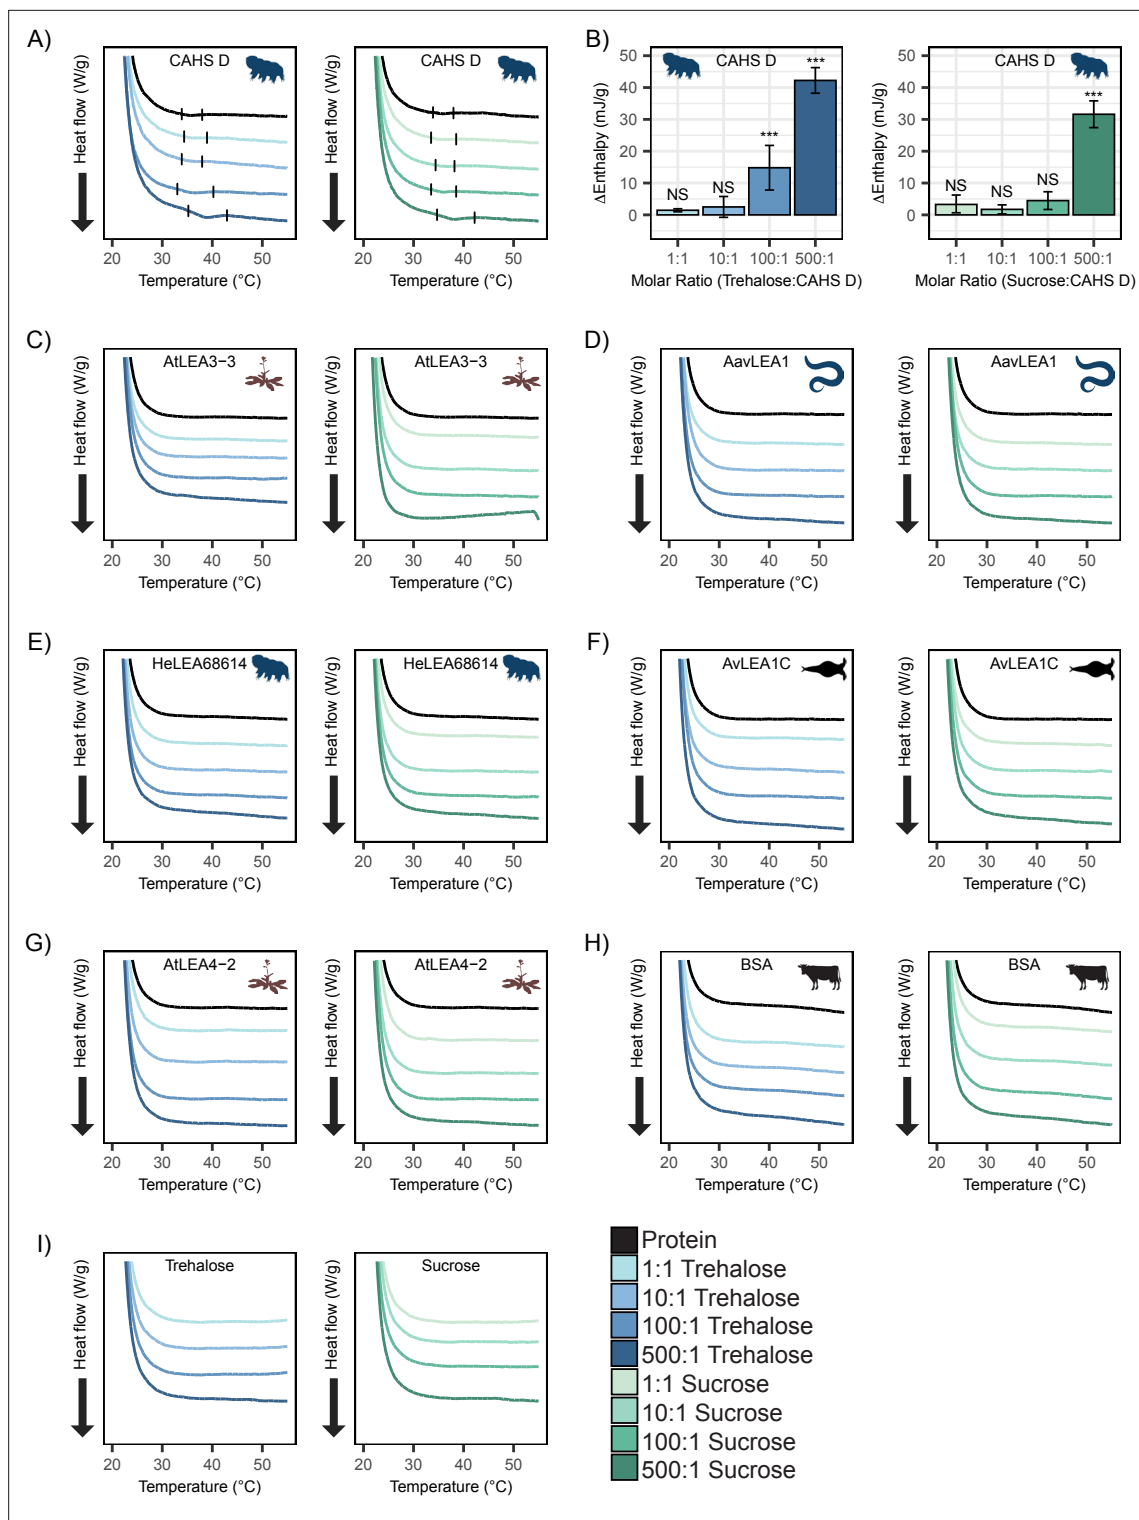 A)
CAHS D
CAHS D
Heat flow (W/g)
Heat flow (W/g)
20 30 40 50
20 30 40 50
Temperature (°C)
Temperature (°C)
B)
CAHS D
CAHS D
ΔEnthalpy (mJ/g)
ΔEnthalpy (mJ/g)
50
40
30
20
10
0
50
40
30
20
10
0
NS NS *** ***
NS NS NS ***
1:1 10:1 100:1 500:1
1:1 10:1 100:1 500:1
Molar Ratio (Trehalose:CAHS D)
Molar Ratio (Sucrose:CAHS D)
C)
AtLEA3−3
AtLEA3−3
Heat flow (W/g)
Heat flow (W/g)
20 30 40 50
20 30 40 50
Temperature (°C)
Temperature (°C)
D)
AavLEA1
AavLEA1
Heat flow (W/g)
Heat flow (W/g)
20 30 40 50
20 30 40 50
Temperature (°C)
Temperature (°C)
E)
HeLEA68614
HeLEA68614
Heat flow (W/g)
Heat flow (W/g)
20 30 40 50
20 30 40 50
Temperature (°C)
Temperature (°C)
F)
AvLEA1C
AvLEA1C
Heat flow (W/g)
Heat flow (W/g)
20 30 40 50
20 30 40 50
Temperature (°C)
Temperature (°C)
G)
AtLEA4−2
AtLEA4−2
Heat flow (W/g)
Heat flow (W/g)
20 30 40 50
20 30 40 50
Temperature (°C)
Temperature (°C)
H)
BSA
BSA
Heat flow (W/g)
Heat flow (W/g)
20 30 40 50
20 30 40 50
Temperature (°C)
Temperature (°C)
I)
Trehalose
Sucrose
Heat flow (W/g)
Heat flow (W/g)
20 30 40 50
20 30 40 50
Temperature (°C)
Temperature (°C)
Protein
1:1 Trehalose
10:1 Trehalose
100:1 Trehalose
500:1 Trehalose
1:1 Sucrose
10:1 Sucrose
100:1 Sucrose
500:1 Sucrose